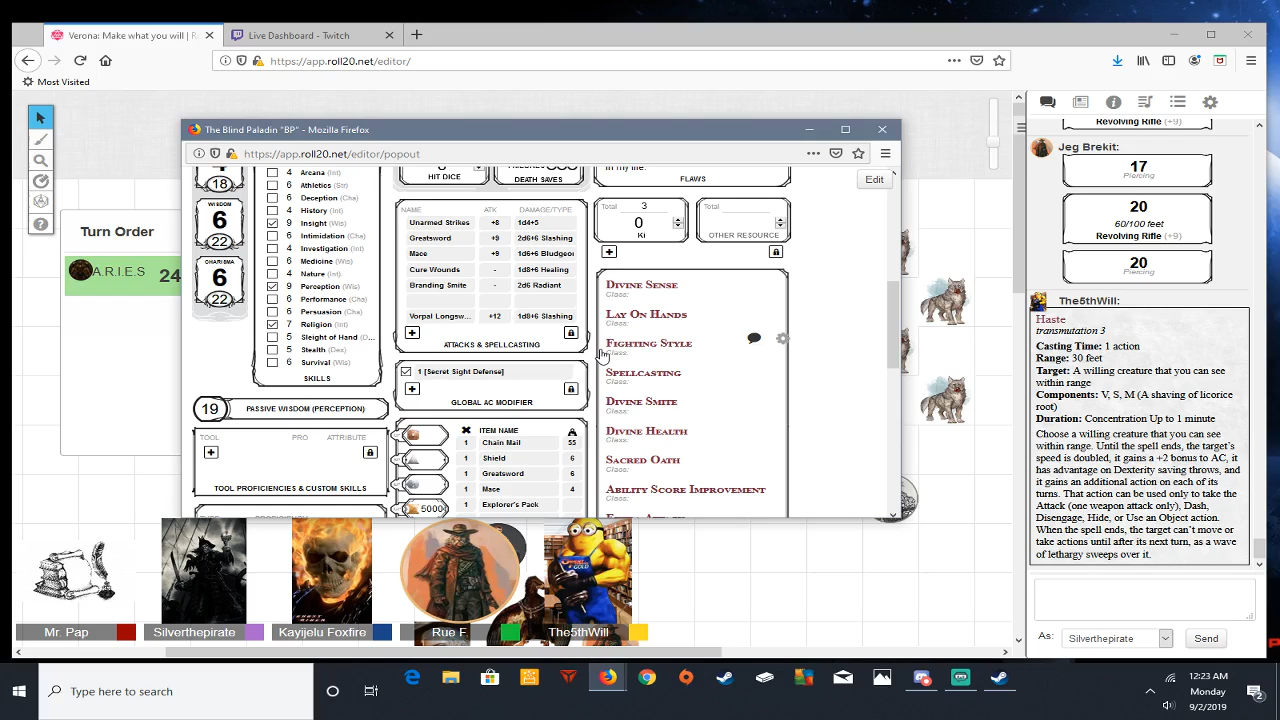 Verona: Make what you will | R
Live Dashboard - Twitch
https://app.roll20.net/editor/
Most Visited
The Blind Paladin "BP" - Mozilla Firefox
https://app.roll20.net/editor/popout
Edit
Turn Order
A.R.I.E.S
24
18
WISDOM
6
22
CHARISMA
6
22
4 Arcana (Int)
6 Athletics (Str)
6 Deception (Cha)
4 History (Int)
9 Insight (Wis)
6 Intimidation (Cha)
4 Investigation (Int)
6 Medicine (Wis)
4 Nature (Int)
9 Perception (Wis)
6 Performance (Cha)
6 Persuasion (Cha)
7 Religion (Int)
5 Sleight of Hand (D...
5 Stealth (Dex)
6 Survival (Wis)
SKILLS
19 PASSIVE WISDOM (PERCEPTION)
TOOL PRO ATTRIBUTE
TOOL PROFICIENCIES & CUSTOM SKILLS
HIT DICE
DEATH SAVES
NAME ATK DAMAGE/TYPE
Unarmed Strikes +8 1d4+5
Greatsword +9 2d6+6 Slashing
Mace +9 1d6+6 Bludgeo
Cure Wounds - 1d8+6 Healing
Branding Smite - 2d6 Radiant
Vorpal Longsw... +12 1d8+6 Slashing
ATTACKS & SPELLCASTING
1 [Secret Sight Defense]
GLOBAL AC MODIFIER
ITEM NAME
1 Chain Mail 55
1 Shield 6
1 Greatsword 6
1 Mace 4
1 Explorer's Pack
5000
in my life.
FLAWS
Total 3
0
Ki
Total
OTHER RESOURCE
DIVINE SENSE
Class:
LAY ON HANDS
Class:
FIGHTING STYLE
Class:
SPELLCASTING
Class:
DIVINE SMITE
Class:
DIVINE HEALTH
Class:
SACRED OATH
Class:
ABILITY SCORE IMPROVEMENT
Class:
Revolving Rifle (+9)
Jeg Brekit:
17
Piercing
20
60/100 feet
Revolving Rifle (+9)
20
Piercing
The5thWill:
Haste
transmutation 3
Casting Time: 1 action
Range: 30 feet
Target: A willing creature that you can see
within range
Components: V, S, M (A shaving of licorice
root)
Duration: Concentration Up to 1 minute
Choose a willing creature that you can see
within range. Until the spell ends, the target's
speed is doubled, it gains a +2 bonus to AC, it
has advantage on Dexterity saving throws, and
it gains an additional action on each of its
turns. That action can be used only to take the
Attack (one weapon attack only), Dash,
Disengage, Hide, or Use an Object action.
When the spell ends, the target can't move or
take actions until after its next turn, as a wave
of lethargy sweeps over it.
As: Silverthepirate
Send
Mr. Pap
Silverthepirate
Kayijelu Foxfire
Rue F.
The5thWill
Type here to search
12:23 AM
Monday
9/2/2019
2